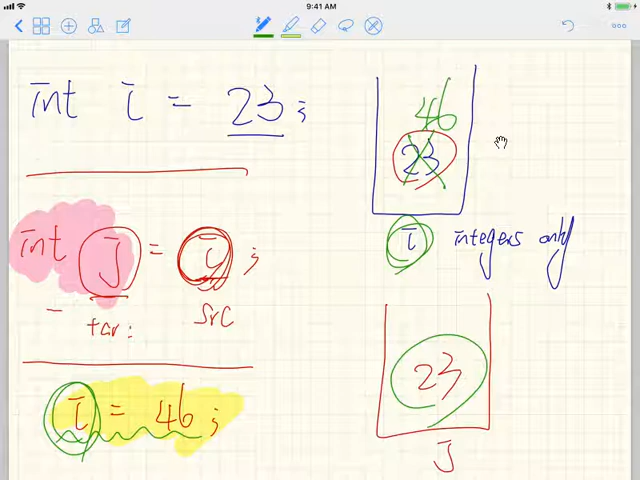 9:41 AM
int i = 23;
46
23
int J = i;
i integers only
tar:
src
23
i = 46;
J